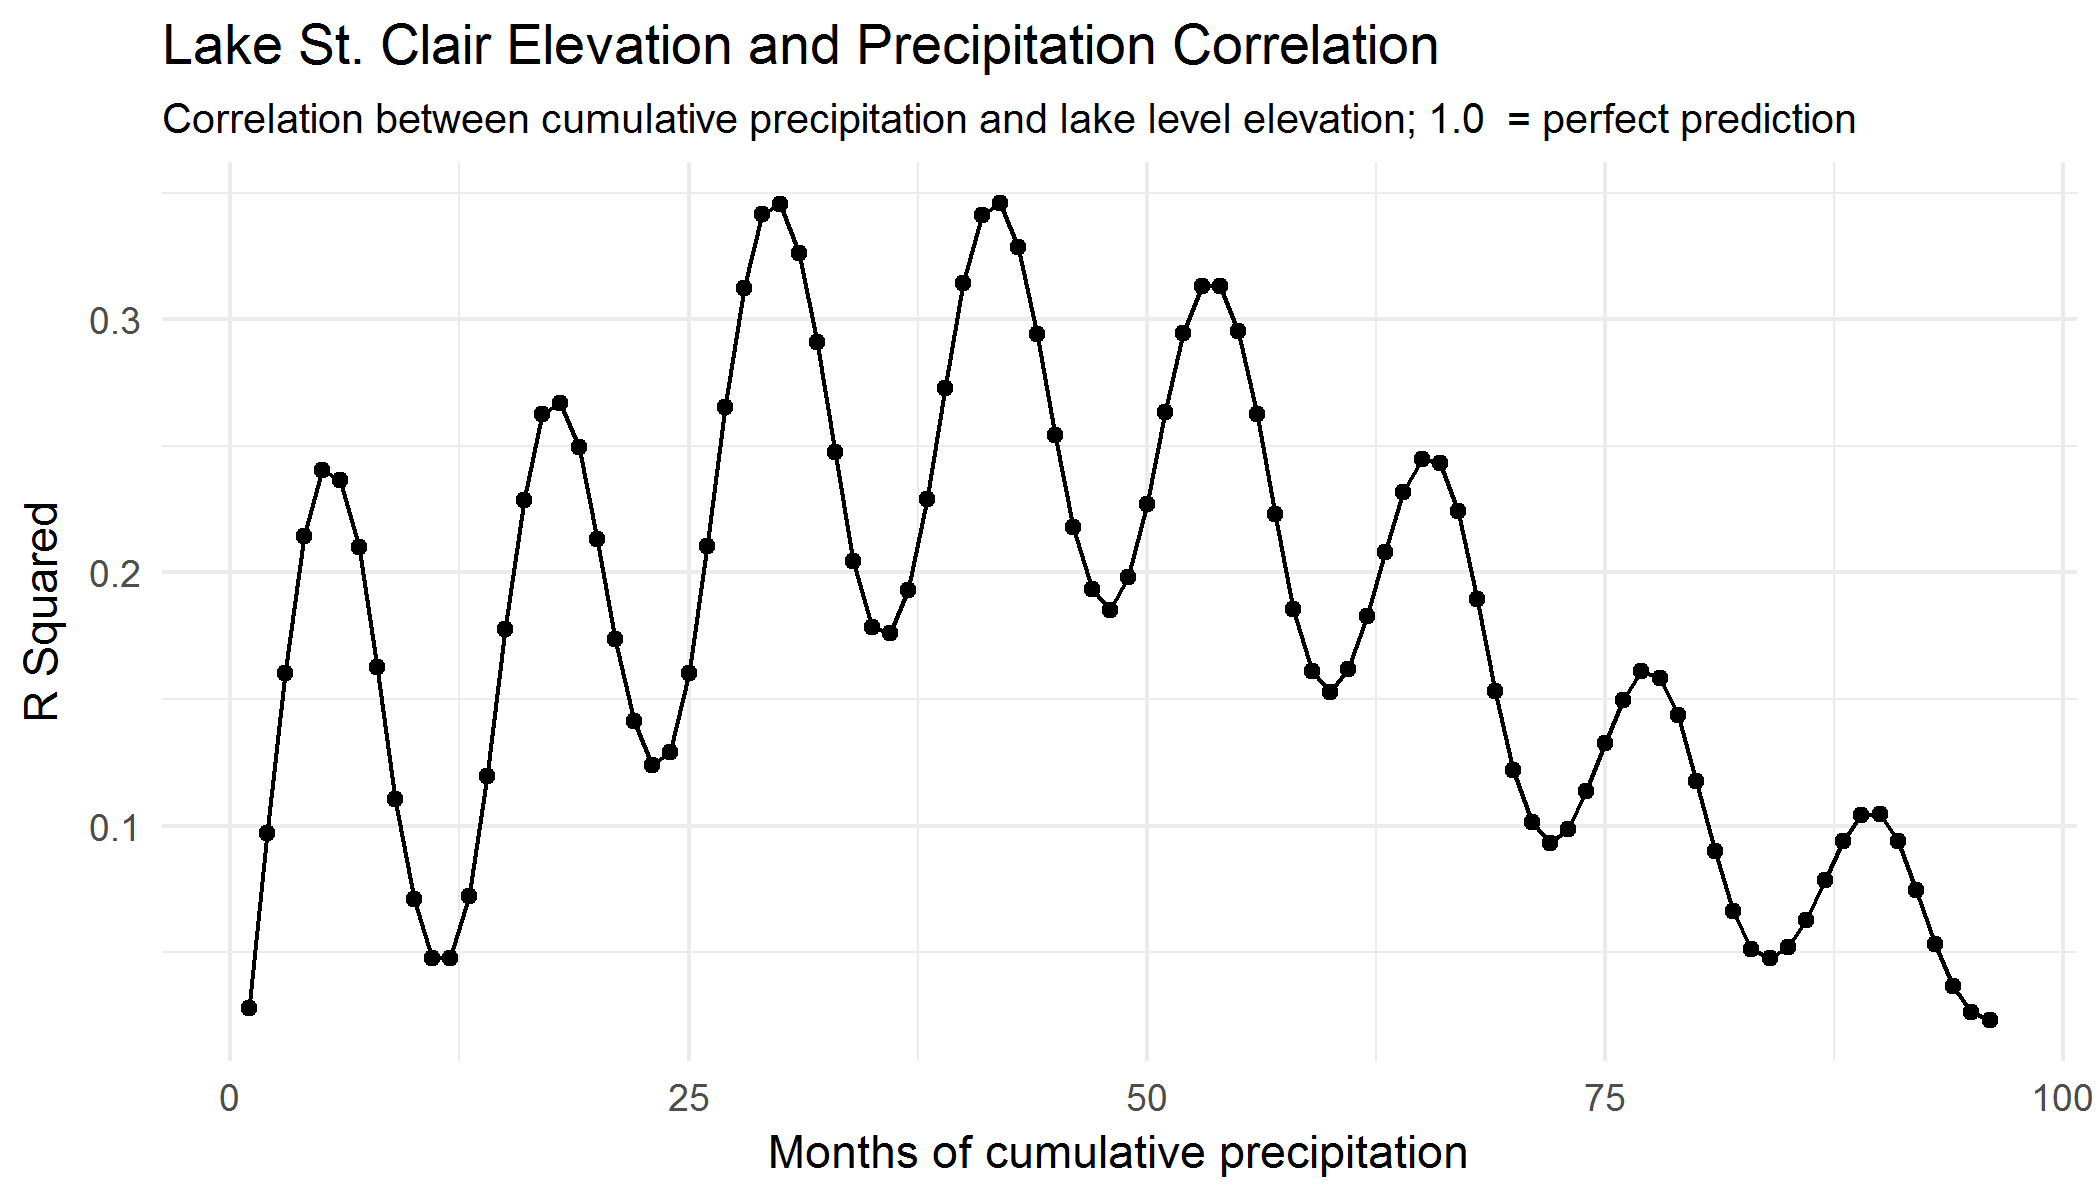 Lake St. Clair Elevation and Precipitation Correlation
Correlation between cumulative precipitation and lake level elevation; 1.0  = perfect prediction
R Squared
0.3
0.2
0.1
0 25 50 75 100
Months of cumulative precipitation